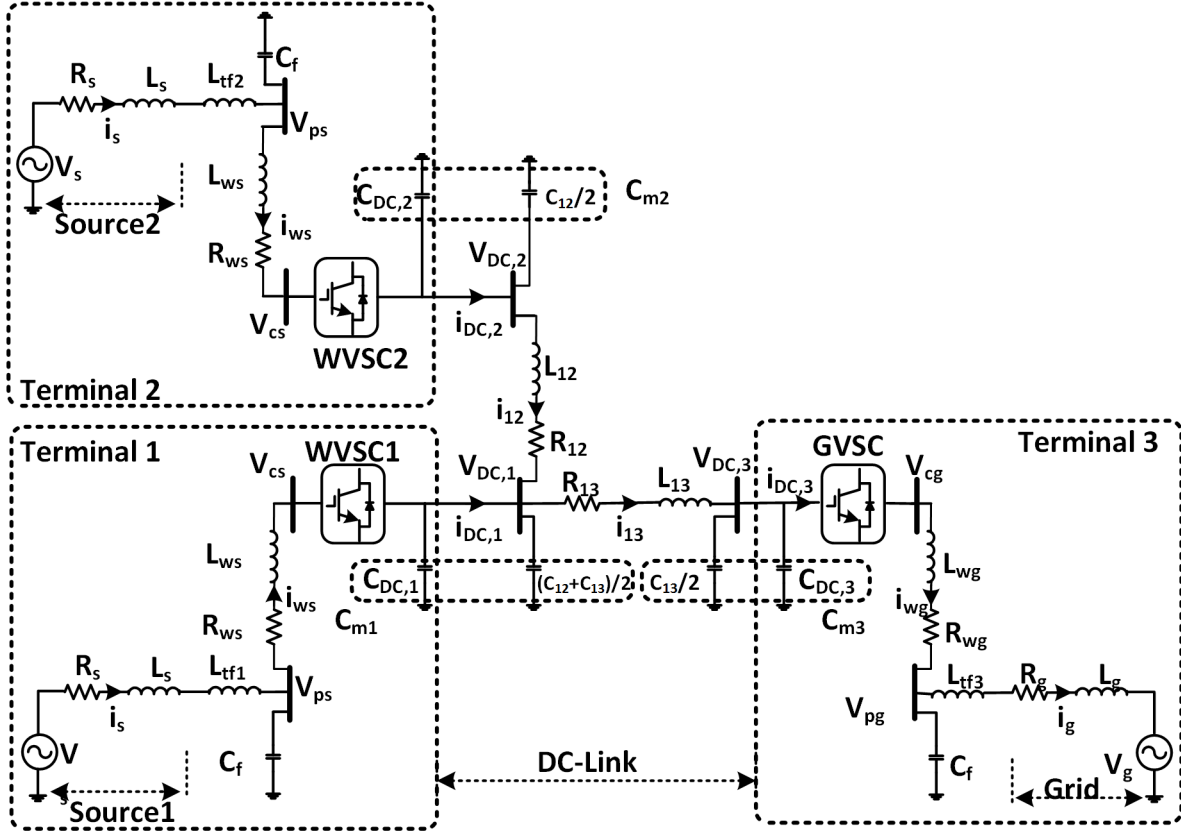 C_f
R_s
L_s
L_tf2
V_ps
i_s
V_s
L_ws
Source2
i_ws
R_ws
C_DC,2
C_12/2
C_m2
V_DC,2
V_cs
i_DC,2
WVSC2
Terminal 2
L_12
i_12
R_12
Terminal 1
WVSC1
V_cs
V_DC,1
R_13
L_13
V_DC,3
i_DC,3
GVSC
Terminal 3
V_cg
i_DC,1
i_13
L_ws
C_DC,1
(C_12+C_13)/2
C_13/2
C_DC,3
L_wg
i_ws
C_m1
C_m3
i_wg
R_ws
R_wg
R_s
L_s
L_tf1
V_ps
L_tf3
R_g
L_g
i_s
V_pg
i_g
V
s
C_f
DC-Link
C_f
V_g
Source1
Grid